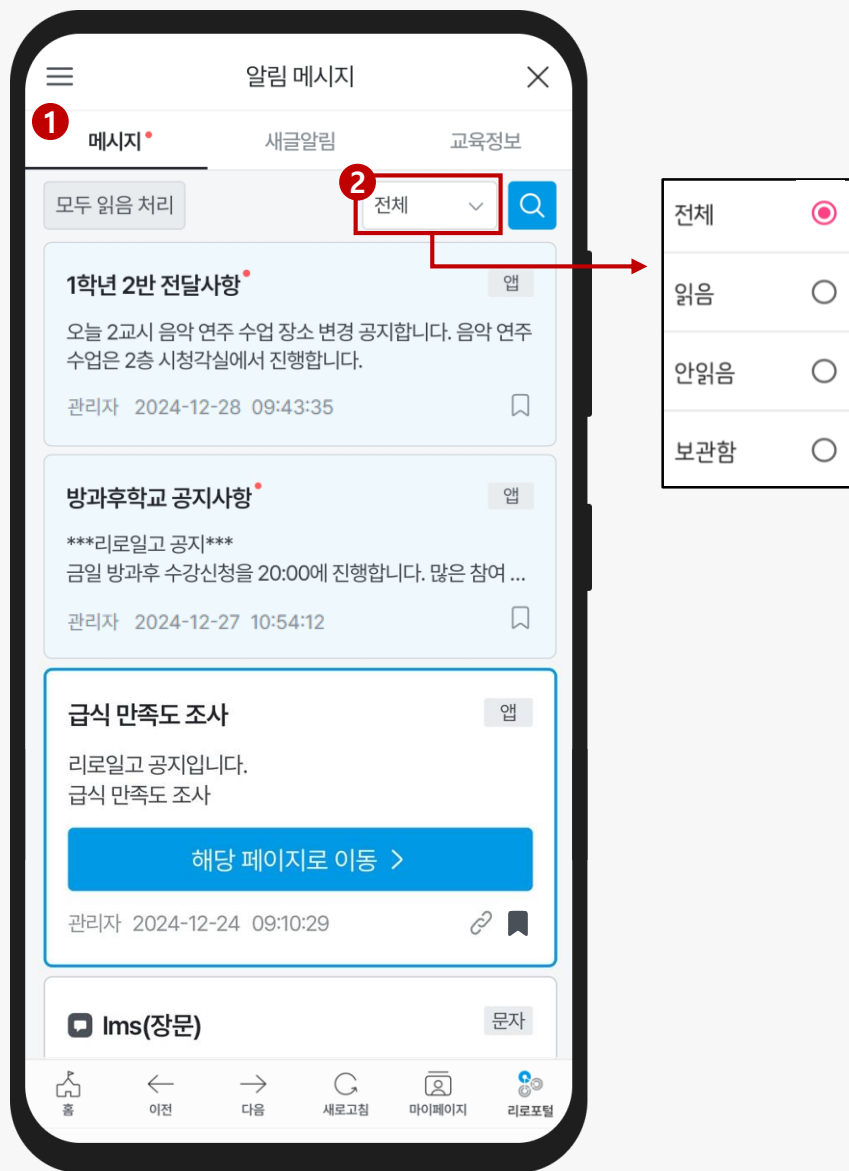 알림 메시지
1
메시지
새글알림
교육정보
모두 읽음 처리
2
전체
1학년 2반 전달사항
앱
오늘 2교시 음악 연주 수업 장소 변경 공지합니다. 음악 연주
수업은 2층 시청각실에서 진행합니다.
관리자 2024-12-28 09:43:35
방과후학교 공지사항
앱
***리로일고 공지***
금일 방과후 수강신청을 20:00에 진행합니다. 많은 참여 ...
관리자 2024-12-27 10:54:12
급식 만족도 조사
앱
리로일고 공지입니다.
급식 만족도 조사
해당 페이지로 이동 >
관리자 2024-12-24 09:10:29
lms(장문)
문자
홈
이전
다음
새로고침
마이페이지
리로포털
전체
읽음
안읽음
보관함